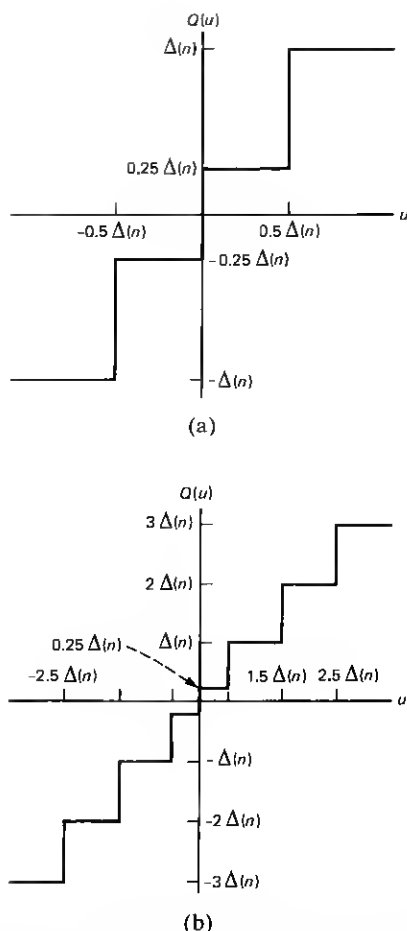 Q(u)
Δ(n)
0.25 Δ(n)
u
-0.5 Δ(n)
0.5 Δ(n)
-0.25 Δ(n)
-Δ(n)
(a)
Q(u)
3 Δ(n)
2 Δ(n)
0.25 Δ(n)
Δ(n)
-2.5 Δ(n)
1.5 Δ(n)
2.5 Δ(n)
u
-Δ(n)
-2 Δ(n)
-3 Δ(n)
(b)